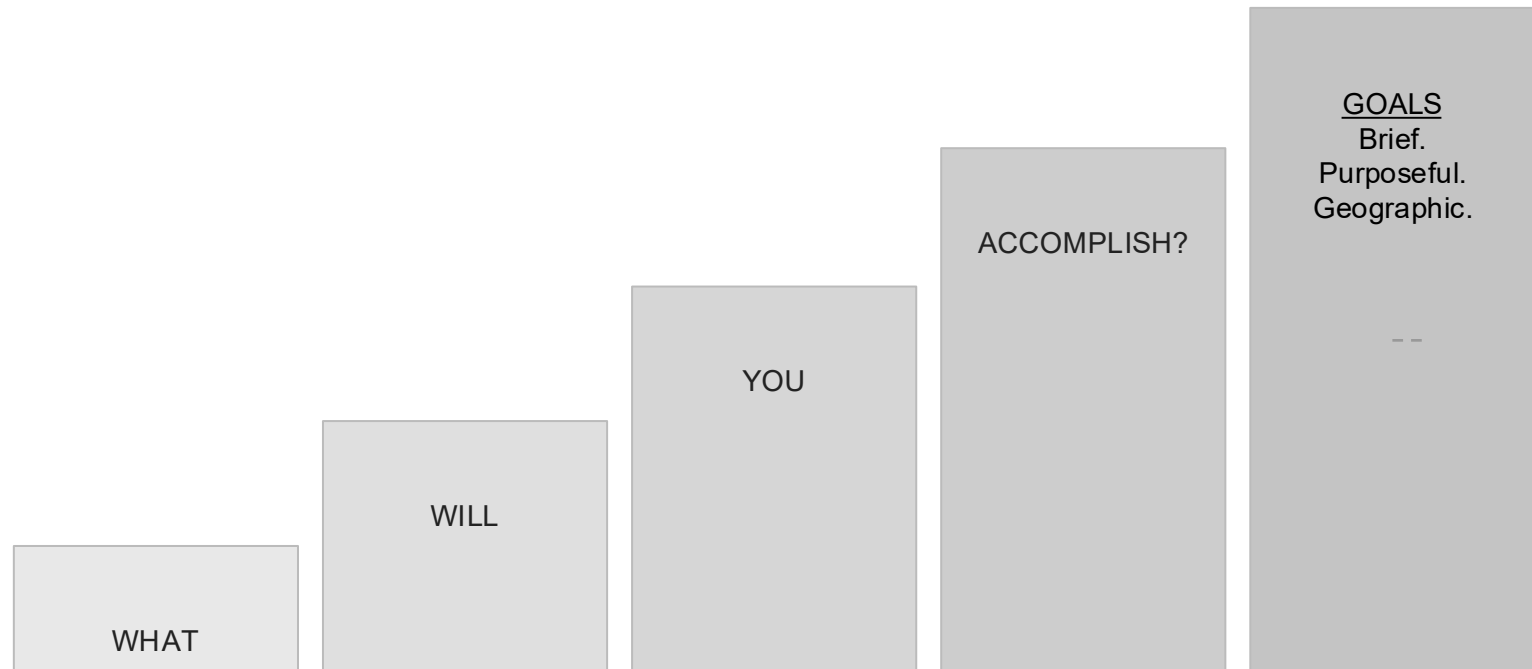 WHAT
WILL
YOU
ACCOMPLISH?
GOALS
Brief.
Purposeful.
Geographic.
--